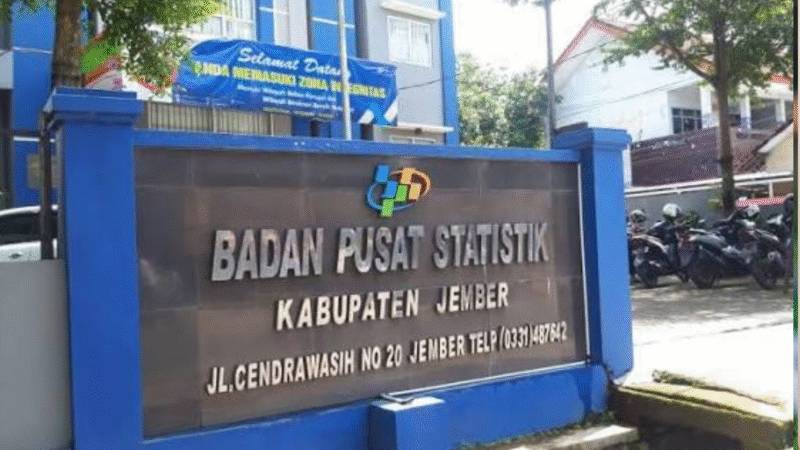 Selamat Datang
ANDA MEMASUKI ZONA INTEGRITAS
BADAN PUSAT STATISTIK
KABUPATEN JEMBER
JL.CENDRAWASIH NO 20 JEMBER TELP (0331)487642